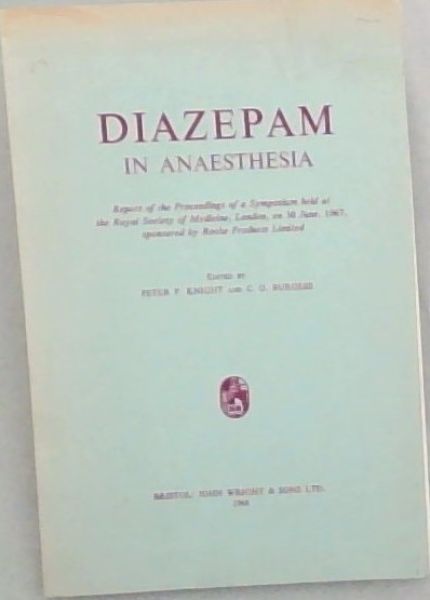 DIAZEPAM
IN ANAESTHESIA
Report of the Proceedings of a Symposium held at
the Royal Society of Medicine, London, on 30 June, 1967,
sponsored by Roche Products Limited
EDITED BY
PETER F. KNIGHT AND C. G. BURGESS
BRISTOL: JOHN WRIGHT & SONS LTD.
1968